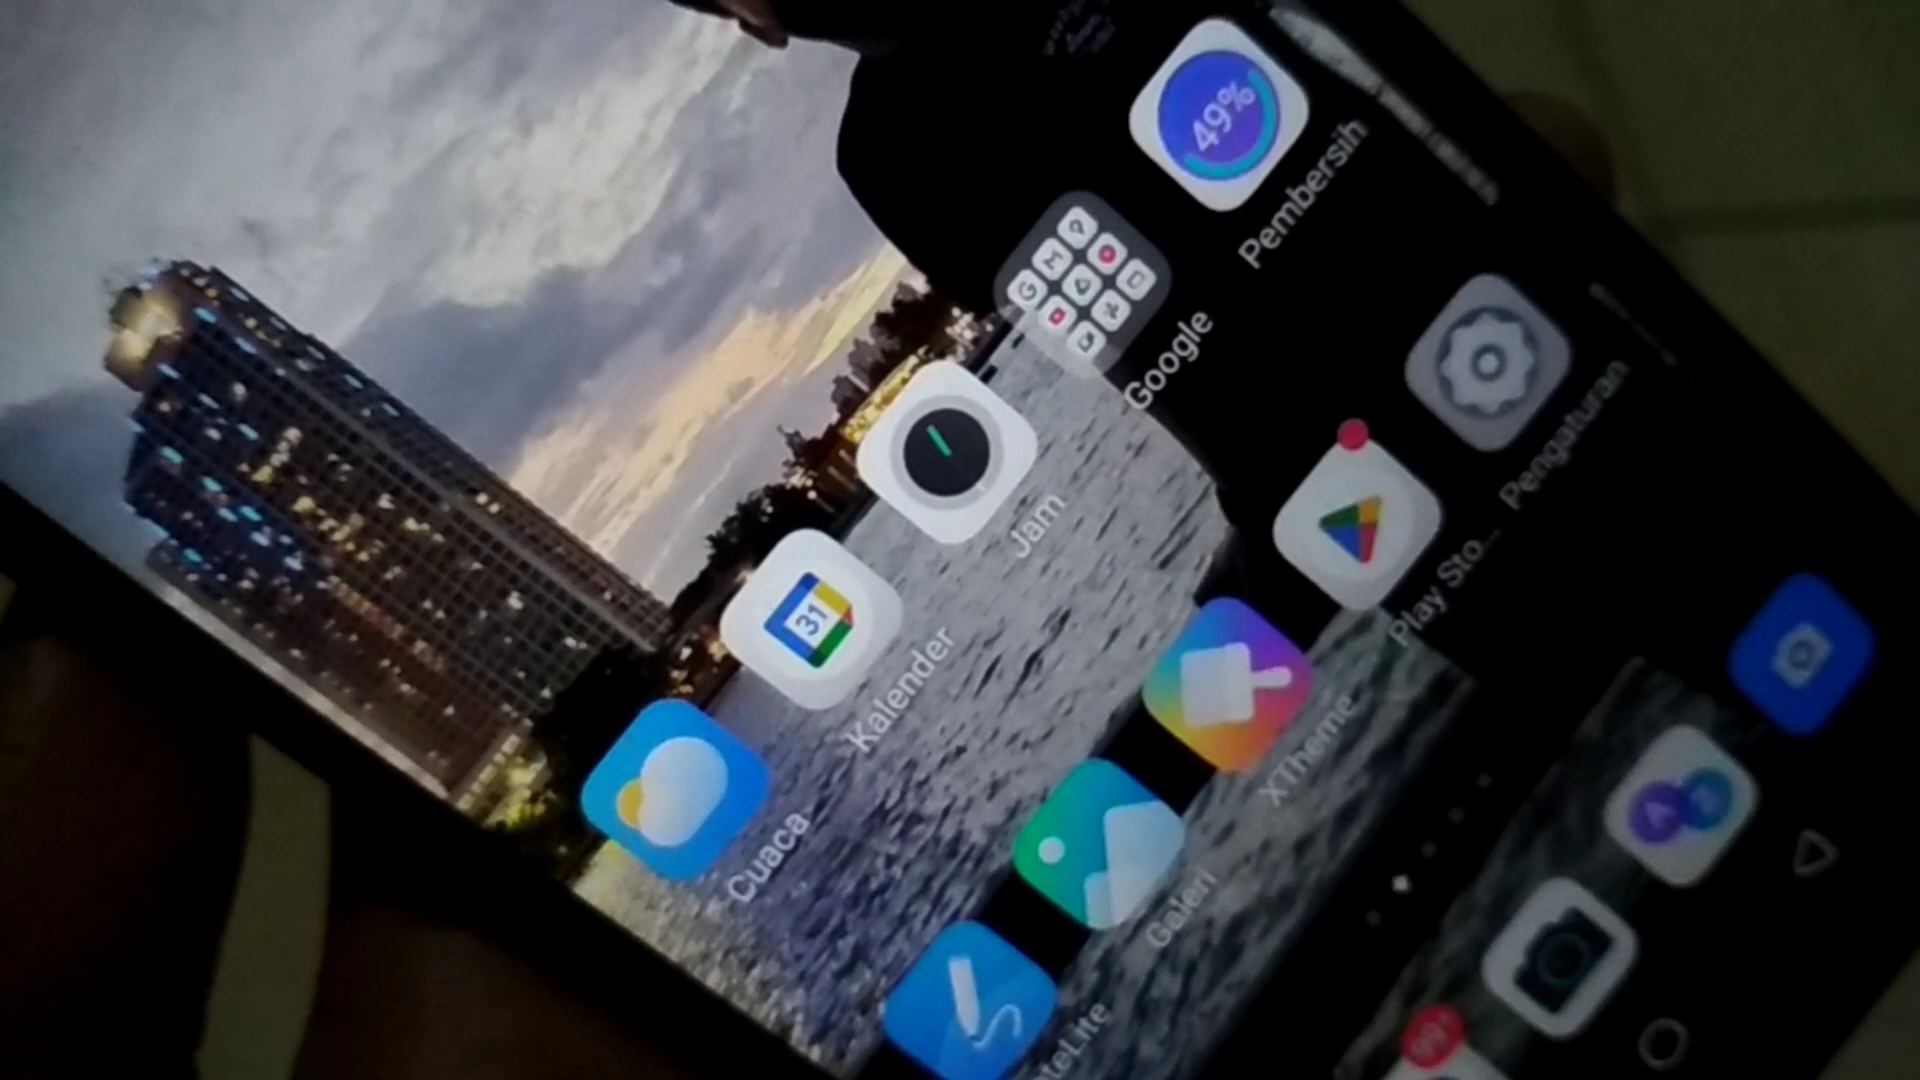 49%
Cuaca
Kalender
31
Jam
Google
Pembersih
Galeri
XTheme
Play Sto...
Pengaturan